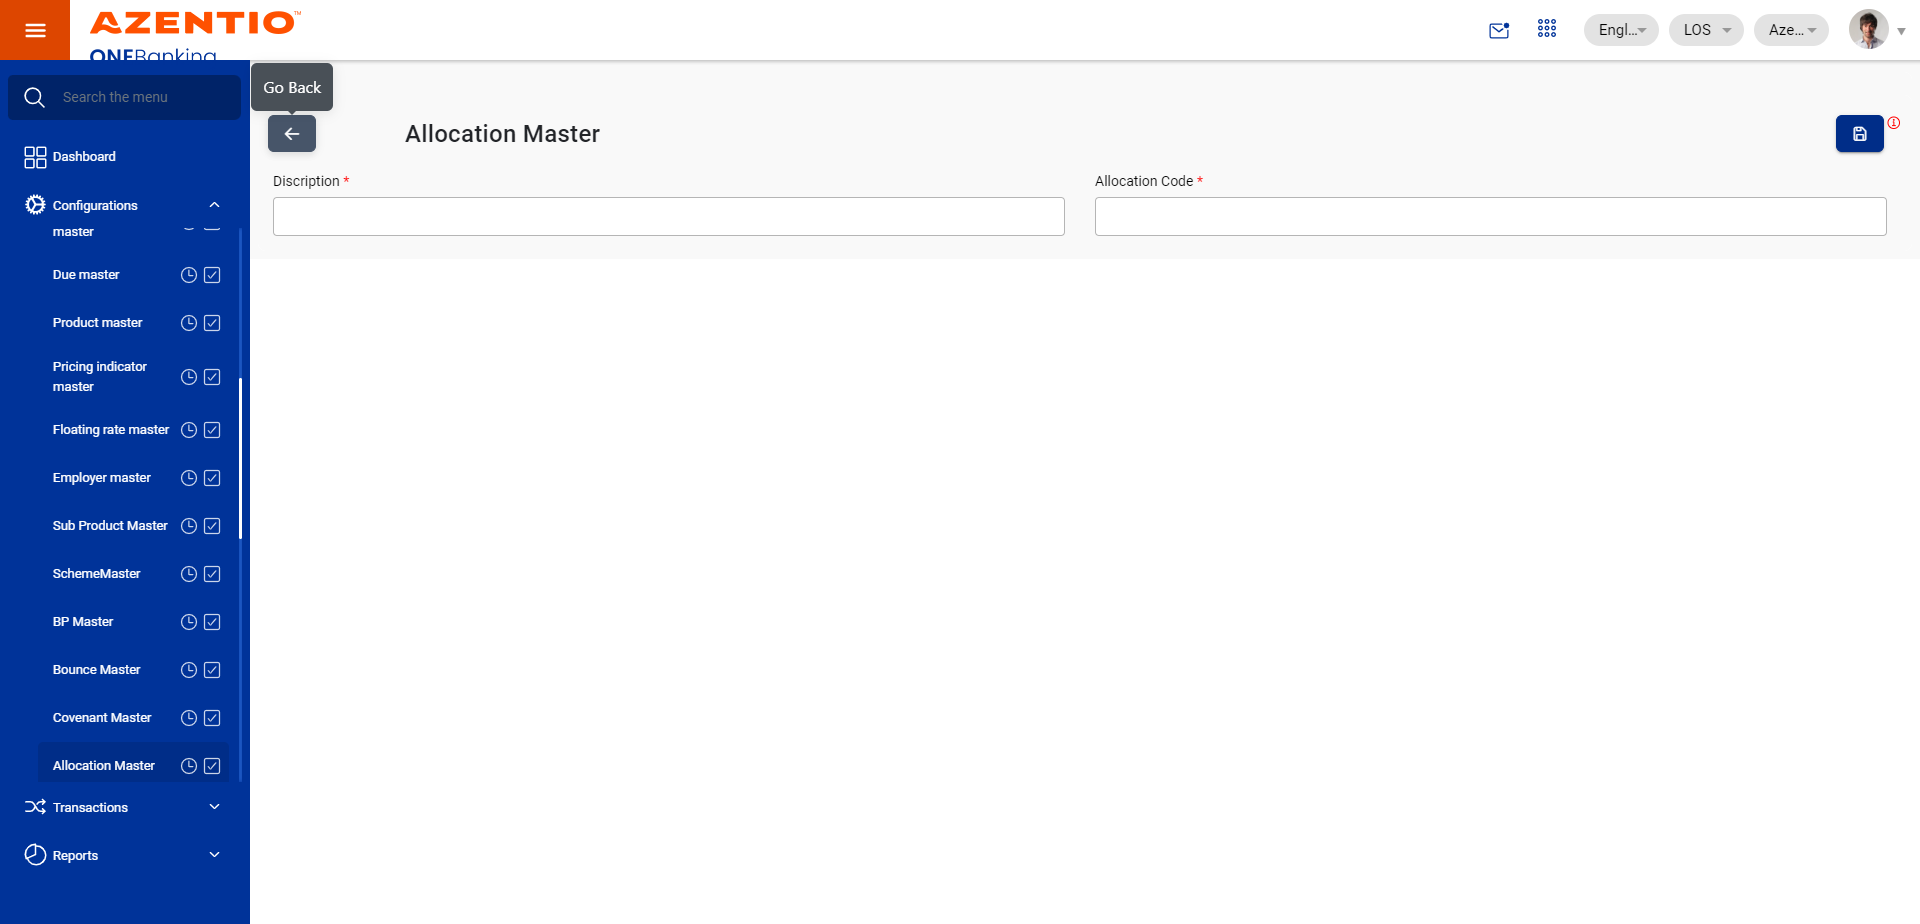 AZENTIO™
ONEBanking
Engl...
LOS
Aze...
Search the menu
Go Back
Dashboard
Allocation Master
Configurations
master
Discription *
Allocation Code *
Due master
Product master
Pricing indicator
master
Floating rate master
Employer master
Sub Product Master
SchemeMaster
BP Master
Bounce Master
Covenant Master
Allocation Master
Transactions
Reports